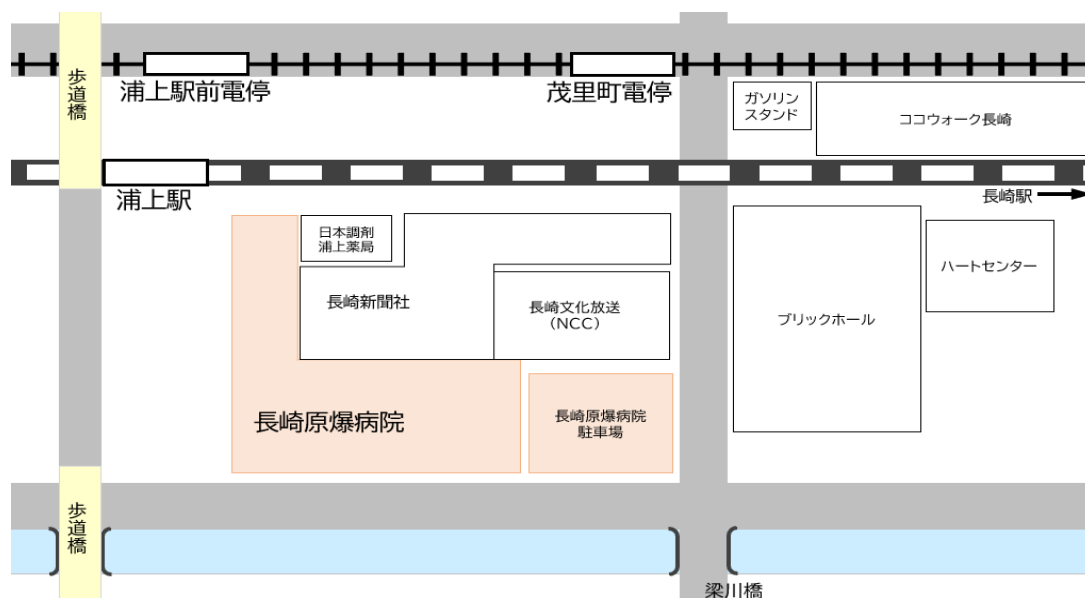 歩道橋
浦上駅前電停
茂里町電停
ガソリン
スタンド
ココウォーク長崎
浦上駅
長崎駅
日本調剤
浦上薬局
長崎新聞社
長崎文化放送
(NCC)
ブリックホール
ハートセンター
長崎原爆病院
長崎原爆病院
駐車場
歩道橋
梁川橋